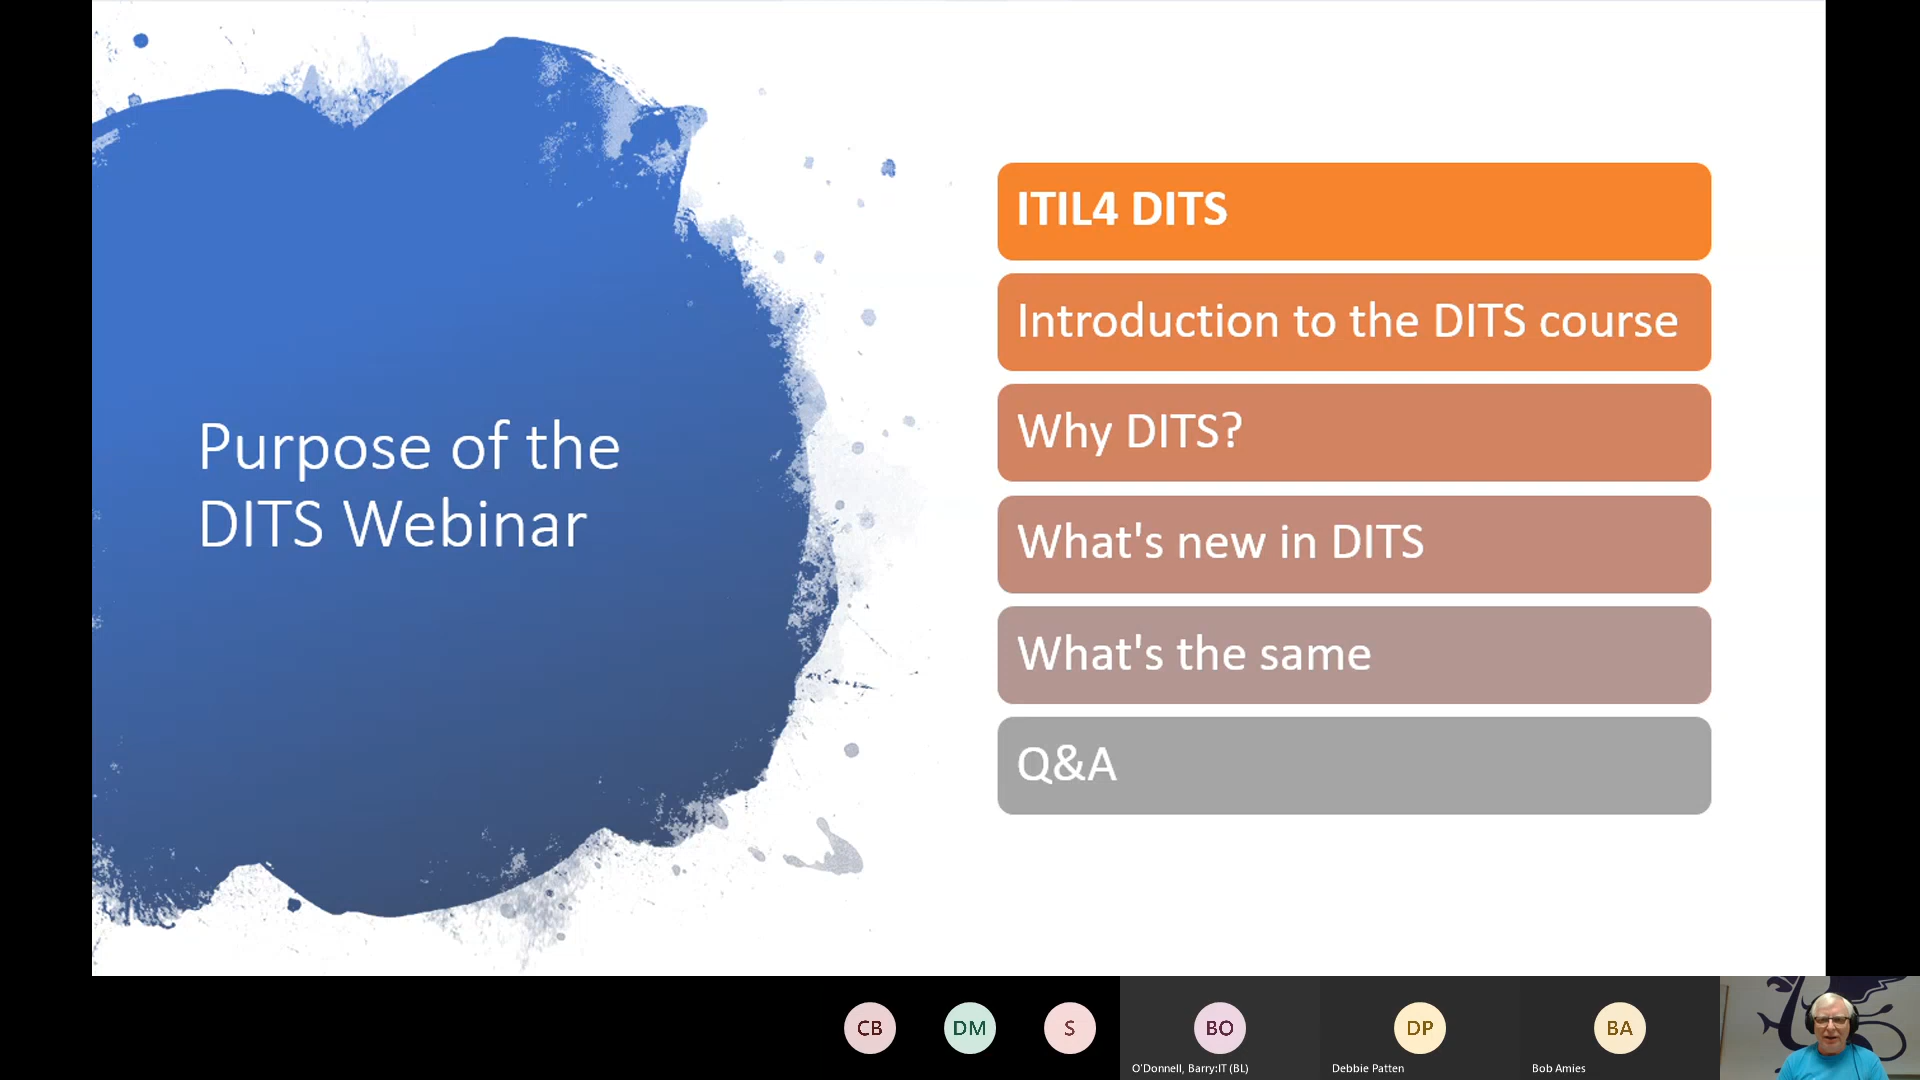 Purpose of the
DITS Webinar
ITIL4 DITS
Introduction to the DITS course
Why DITS?
What's new in DITS
What's the same
Q&A
CB
DM
S
BO
DP
BA
O'Donnell, Barry:IT (BL)
Debbie Patten
Bob Amies